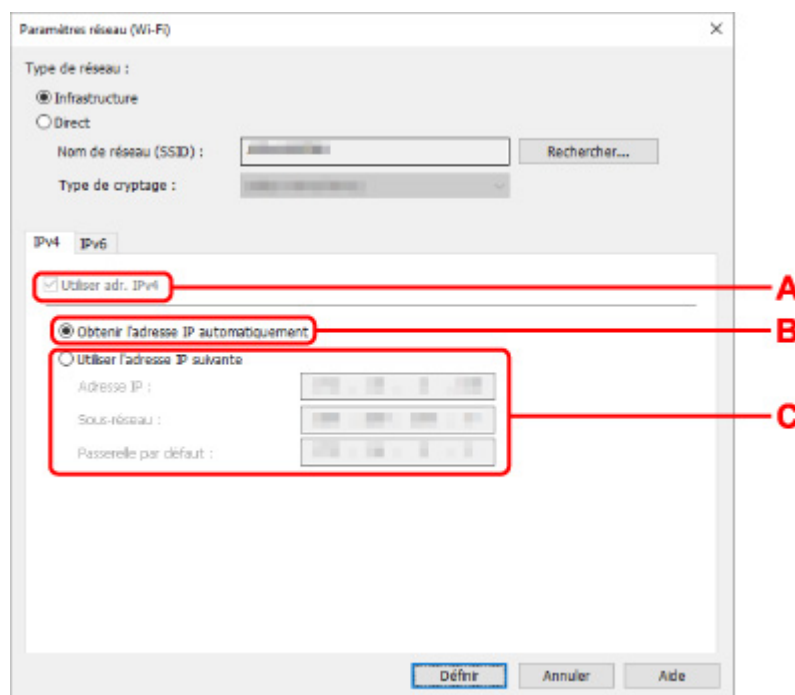 Paramètres réseau (Wi-Fi)
Type de réseau :
Infrastructure
Direct
Nom de réseau (SSID) :
Rechercher...
Type de cryptage :
IPv4 IPv6
Utiliser adr. IPv4
A
Obtenir l'adresse IP automatiquement
B
Utiliser l'adresse IP suivante
Adresse IP :
Sous-réseau :
C
Passerelle par défaut :
Définir Annuler Aide